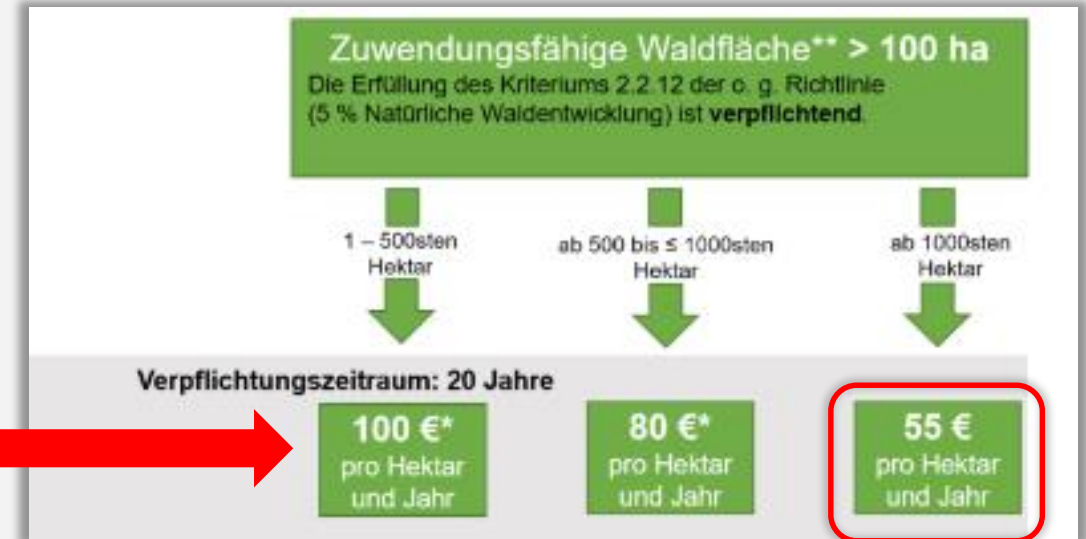 Zuwendungsfähige Waldfläche** > 100 ha
Die Erfüllung des Kriteriums 2.2.12 der o. g. Richtlinie
(5 % Natürliche Waldentwicklung) ist verpflichtend.
1 – 500sten
Hektar
ab 500 bis ≤ 1000sten
Hektar
ab 1000sten
Hektar
Verpflichtungszeitraum: 20 Jahre
100 €*
pro Hektar
und Jahr
80 €*
pro Hektar
und Jahr
55 €
pro Hektar
und Jahr